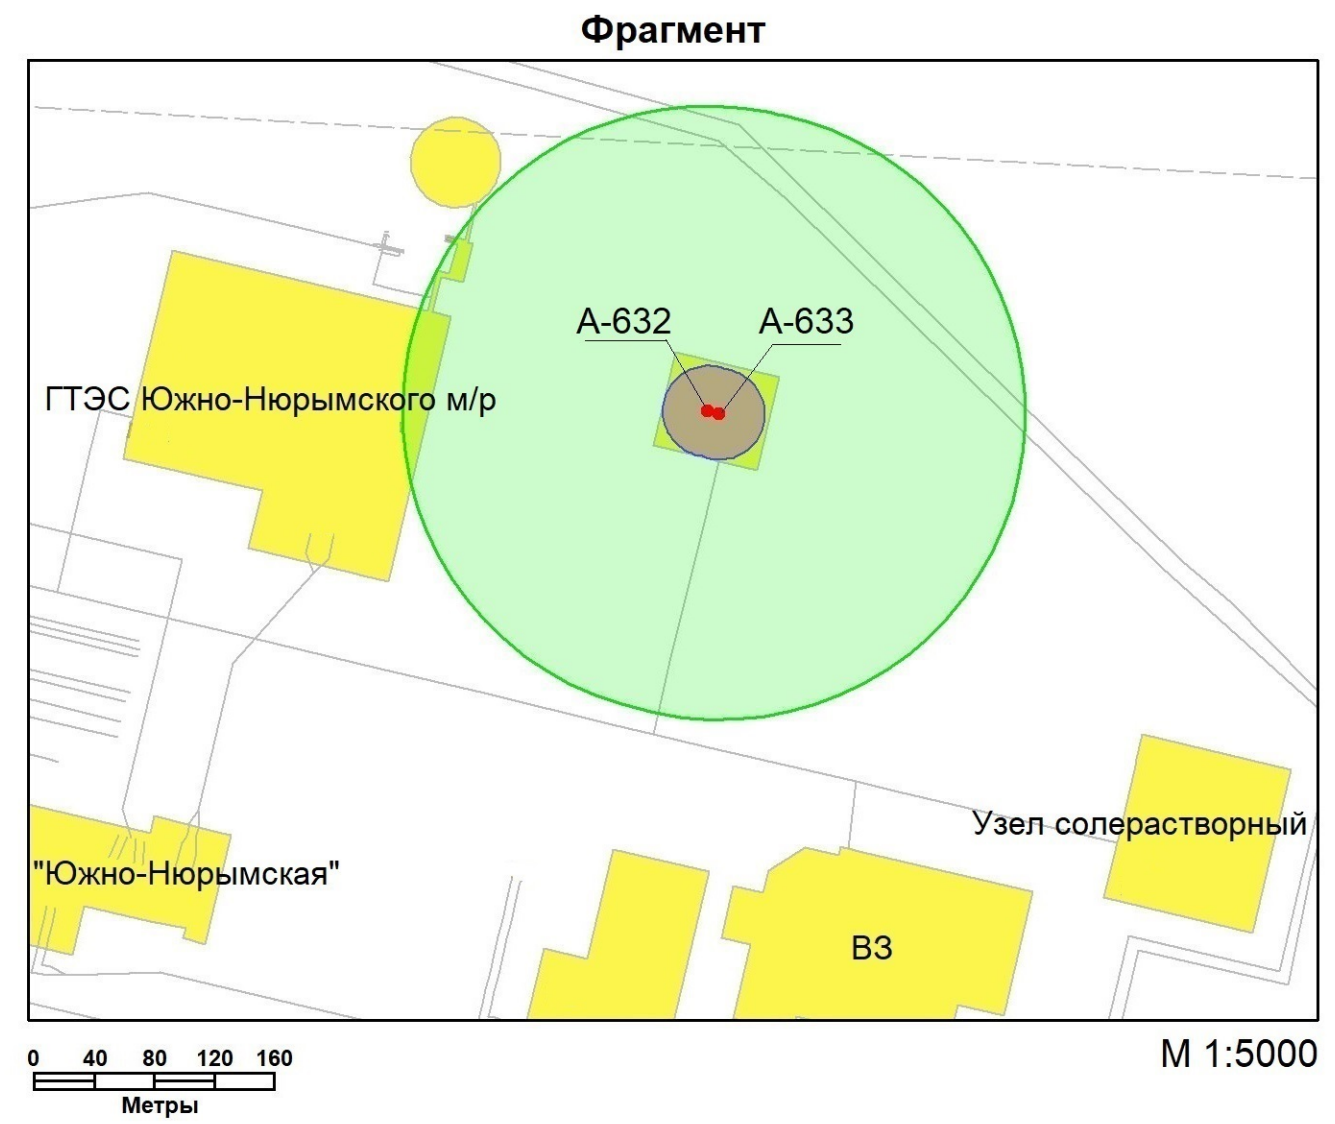 Фрагмент
А-632 А-633
ГТЭС Южно-Нюрымского м/р
Узел солерастворный
"Южно-Нюрымская"
ВЗ
0 40 80 120 160
Метры
М 1:5000